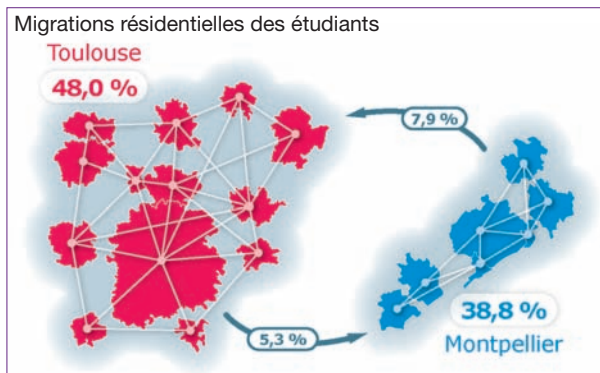 Migrations résidentielles des étudiants
Toulouse
48,0 %
7,9 %
5,3 %
38,8 %
Montpellier